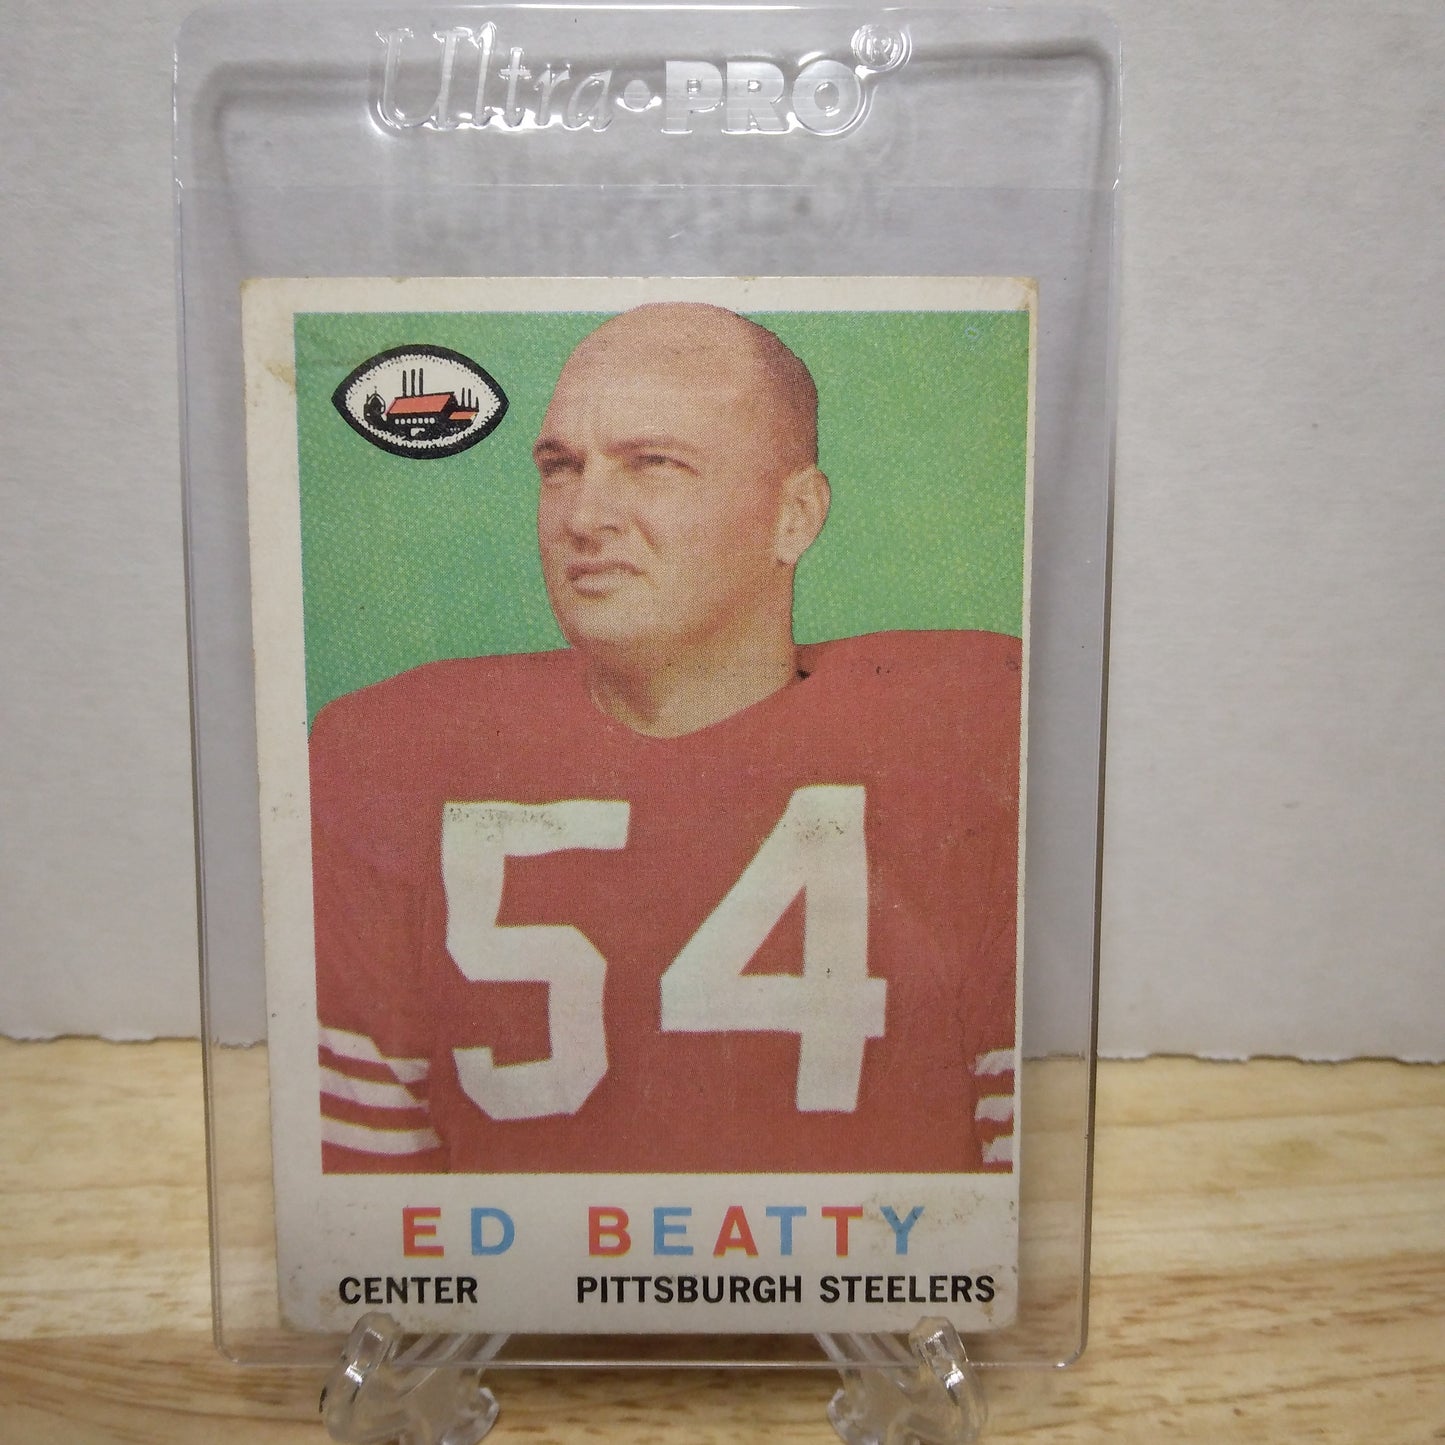 Ultra•PRO®
54
ED BEATTY
CENTER PITTSBURGH STEELERS